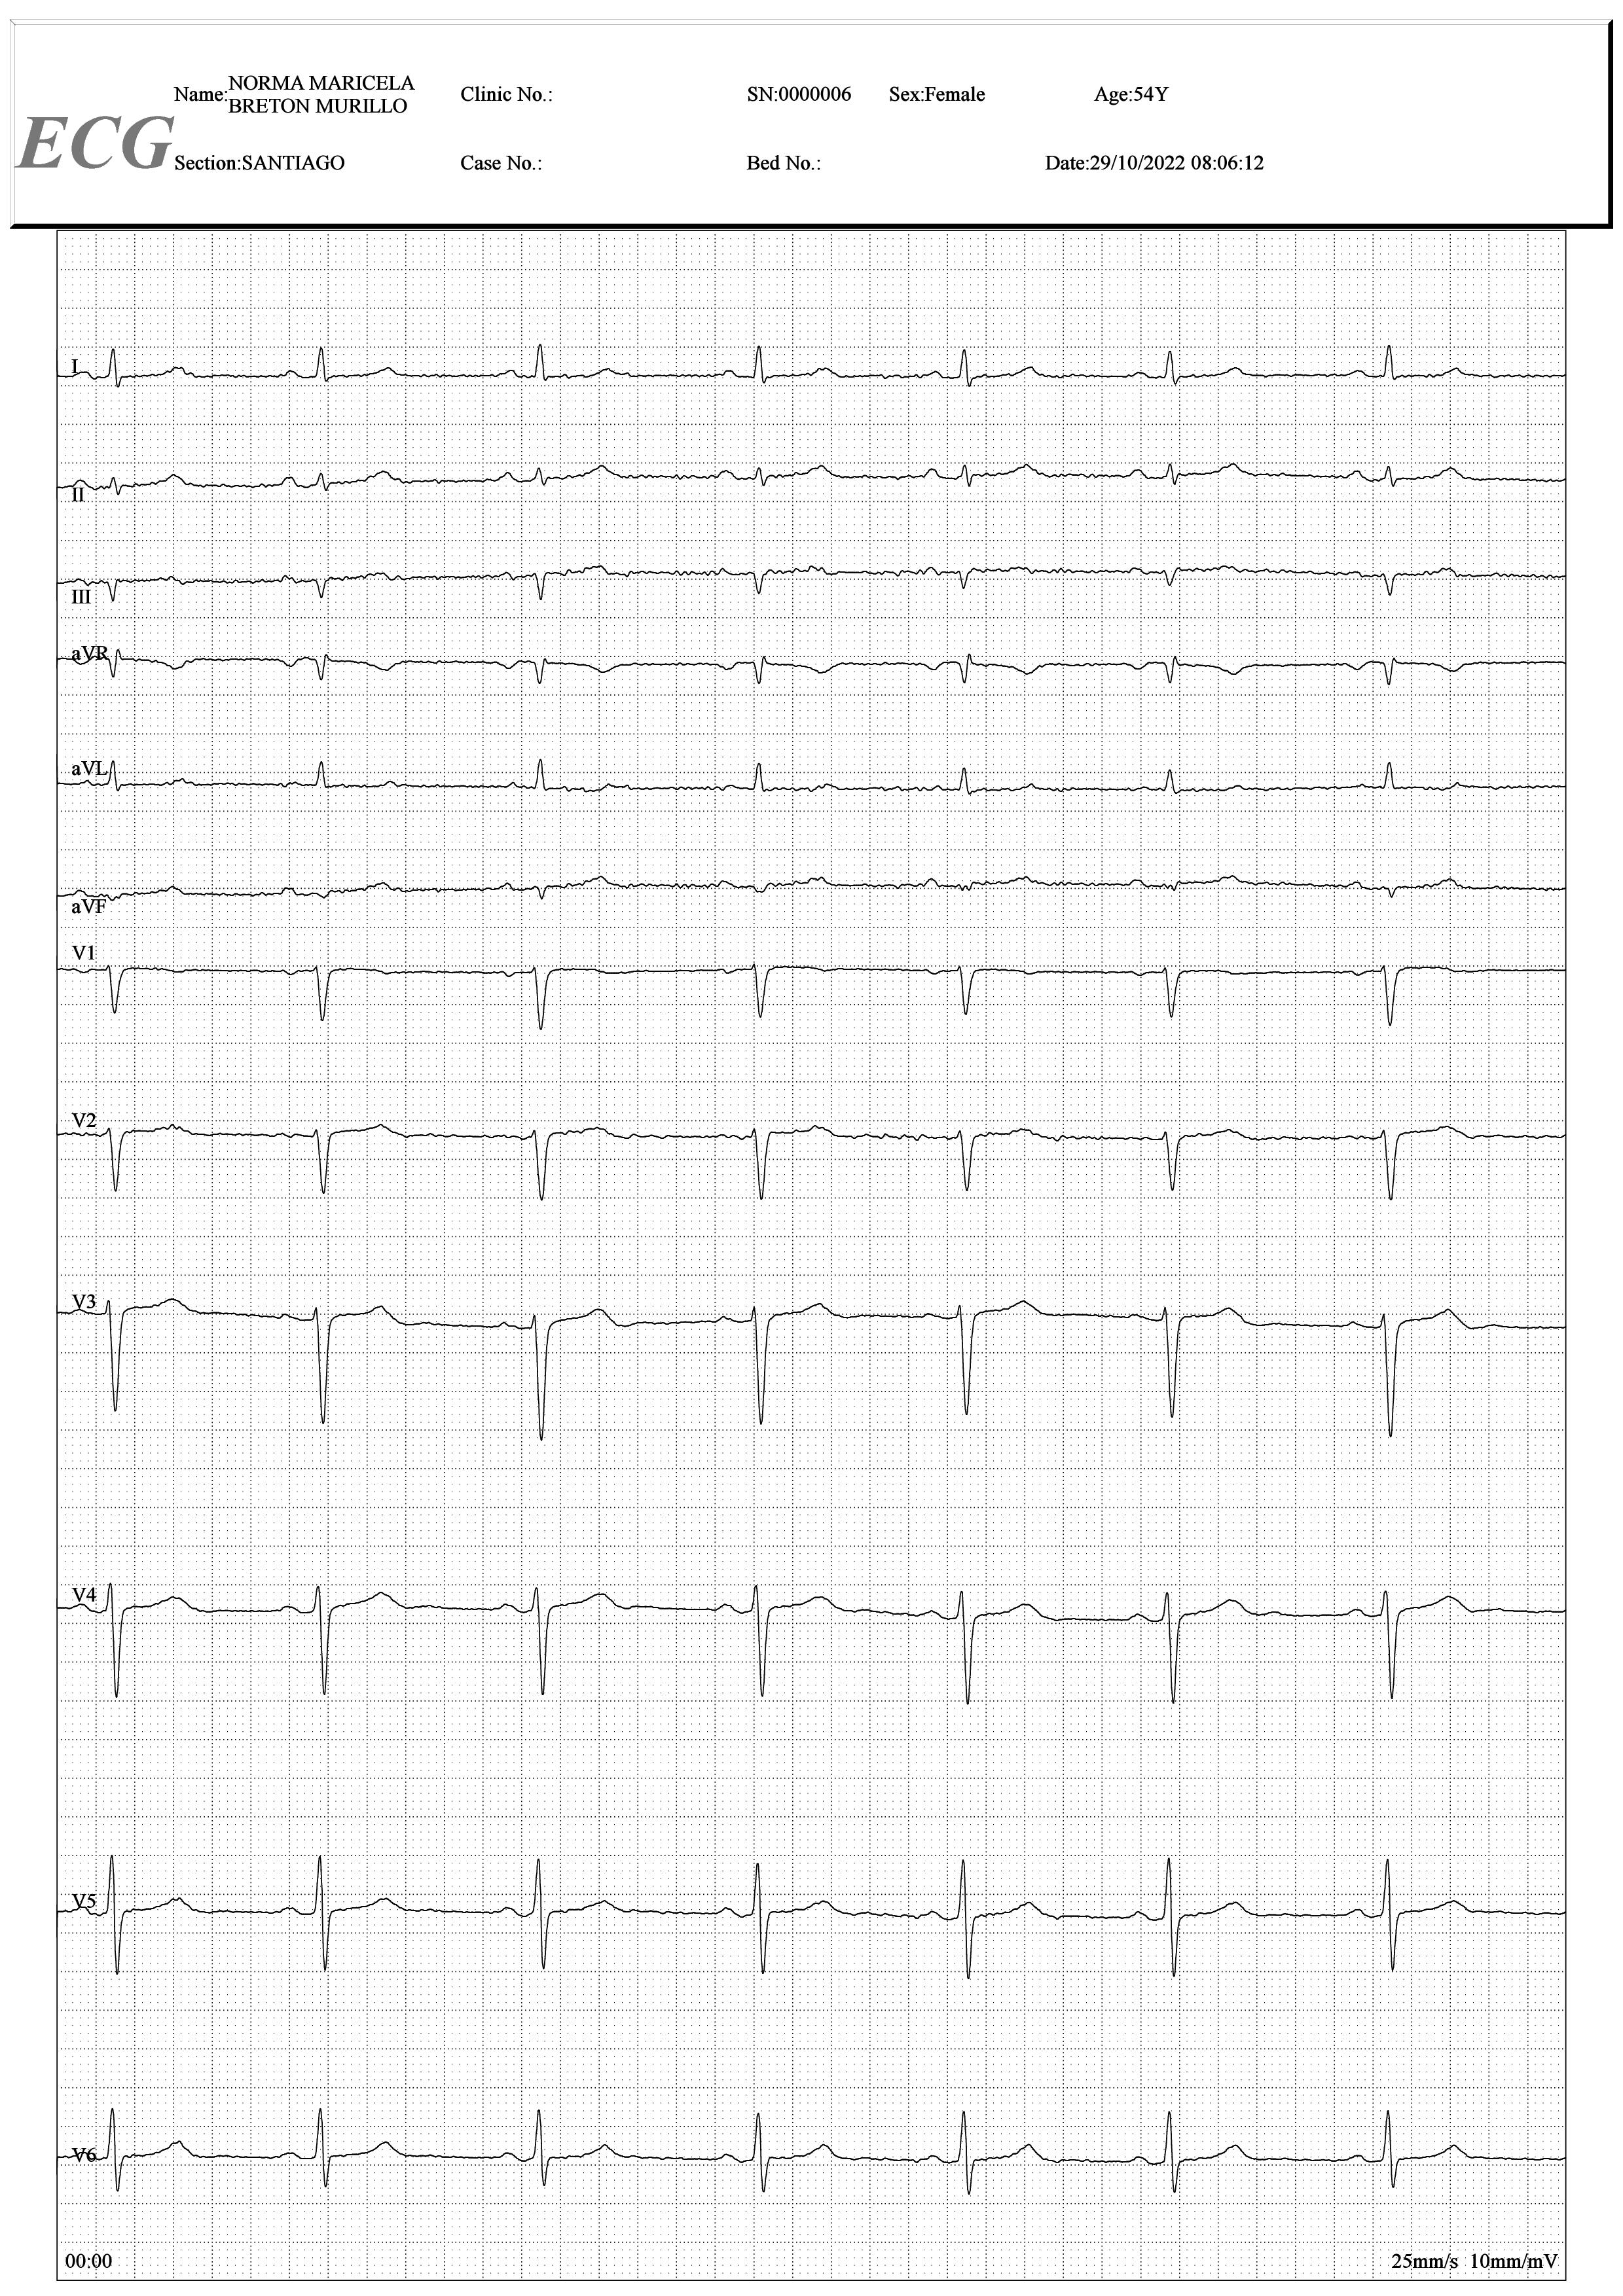 ECG
Name:NORMA MARICELA BRETON MURILLO
Clinic No.:
SN:0000006
Sex:Female
Age:54Y
Section:SANTIAGO
Case No.:
Bed No.:
Date:29/10/2022 08:06:12
I
II
III
aVR
aVL
aVF
V1
V2
V3
V4
V5
V6
00:00
25mm/s 10mm/mV